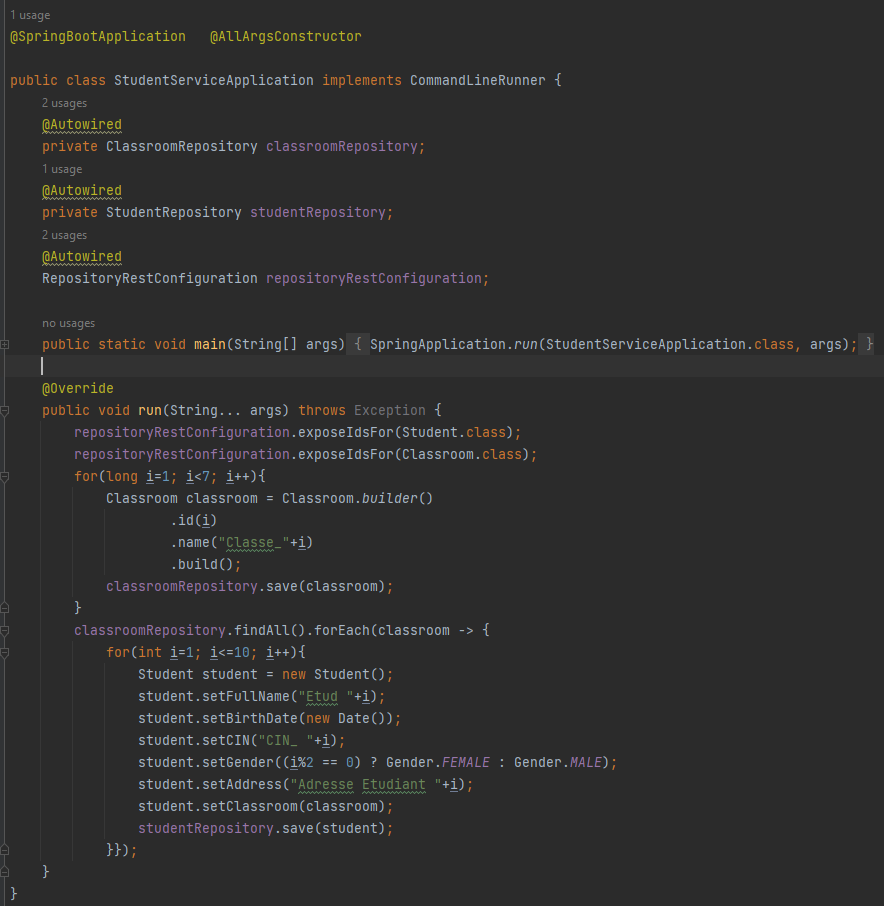 1 usage
@SpringBootApplication @AllArgsConstructor
public class StudentServiceApplication implements CommandLineRunner {
2 usages
@Autowired
private ClassroomRepository classroomRepository;
1 usage
@Autowired
private StudentRepository studentRepository;
2 usages
@Autowired
RepositoryRestConfiguration repositoryRestConfiguration;
no usages
public static void main(String[] args) { SpringApplication.run(StudentServiceApplication.class, args); }
@Override
public void run(String... args) throws Exception {
repositoryRestConfiguration.exposeIdsFor(Student.class);
repositoryRestConfiguration.exposeIdsFor(Classroom.class);
for(long i=1; i<7; i++){
Classroom classroom = Classroom.builder()
.id(i)
.name("Classe_"+i)
.build();
classroomRepository.save(classroom);
}
classroomRepository.findAll().forEach(classroom -> {
for(int i=1; i<=10; i++){
Student student = new Student();
student.setFullName("Etud "+i);
student.setBirthDate(new Date());
student.setCIN("CIN_ "+i);
student.setGender((i%2 == 0) ? Gender.FEMALE : Gender.MALE);
student.setAddress("Adresse Etudiant "+i);
student.setClassroom(classroom);
studentRepository.save(student);
}});
}
}